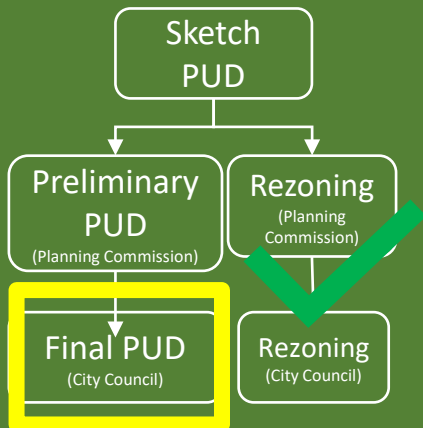 Sketch
PUD
Preliminary
PUD
(Planning Commission)
Rezoning
(Planning
Commission)
Final PUD
(City Council)
Rezoning
(City Council)